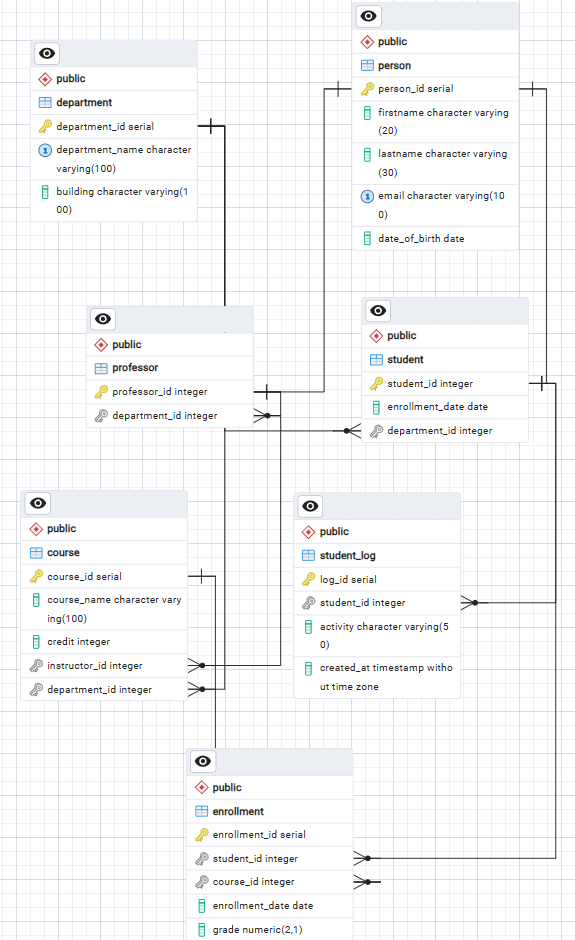 public
department
department_id serial
department_name character
varying(100)
building character varying(1
00)
public
person
person_id serial
firstname character varying
(20)
lastname character varying
(30)
email character varying(10
0)
date_of_birth date
public
professor
professor_id integer
department_id integer
public
student
student_id integer
enrollment_date date
department_id integer
public
course
course_id serial
course_name character vary
ing(100)
credit integer
instructor_id integer
department_id integer
public
student_log
log_id serial
student_id integer
activity character varying(5
0)
created_at timestamp witho
ut time zone
public
enrollment
enrollment_id serial
student_id integer
course_id integer
enrollment_date date
grade numeric(2,1)